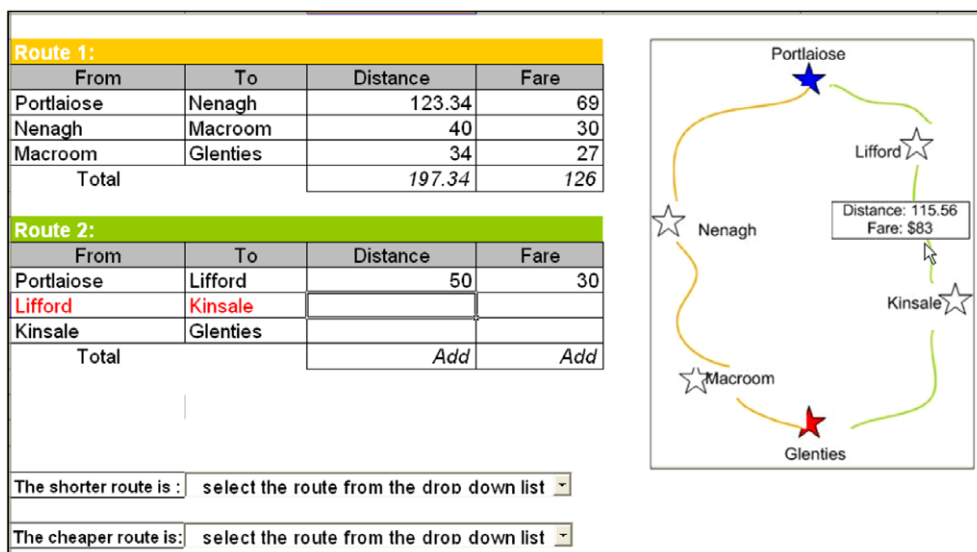 Route 1:
From To Distance Fare
Portlaiose Nenagh 123.34 69
Nenagh Macroom 40 30
Macroom Glenties 34 27
Total 197.34 126
Route 2:
From To Distance Fare
Portlaiose Lifford 50 30
Lifford Kinsale
Kinsale Glenties
Total Add Add
The shorter route is : select the route from the drop down list
The cheaper route is: select the route from the drop down list
Portlaiose
Lifford
Distance: 115.56
Fare: $83
Nenagh
Kinsale
Macroom
Glenties